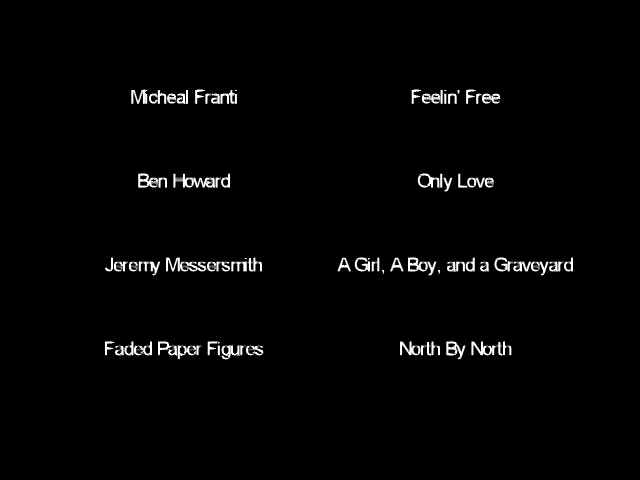 Micheal Franti Feelin' Free
Ben Howard Only Love
Jeremy Messersmith A Girl, A Boy, and a Graveyard
Faded Paper Figures North By North